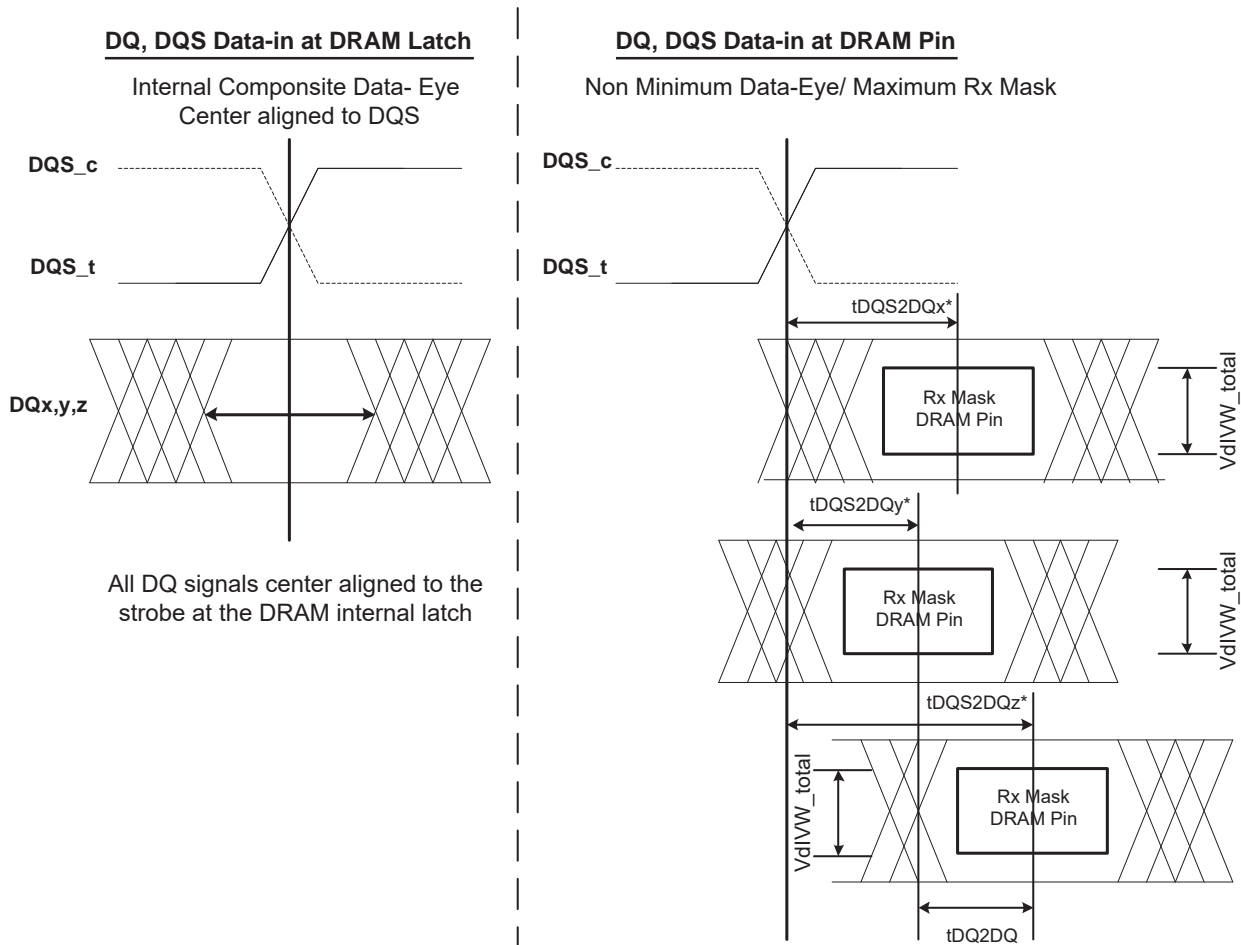 DQ, DQS Data-in at DRAM Latch
Internal Componsite Data- Eye
Center aligned to DQS
DQS_c
DQS_t
DQx,y,z
All DQ signals center aligned to the
strobe at the DRAM internal latch
DQ, DQS Data-in at DRAM Pin
Non Minimum Data-Eye/ Maximum Rx Mask
DQS_c
DQS_t
tDQS2DQx*
Rx Mask
DRAM Pin
VdIVW_total
tDQS2DQy*
Rx Mask
DRAM Pin
VdIVW_total
tDQS2DQz*
VdIVW_total
Rx Mask
DRAM Pin
tDQ2DQ